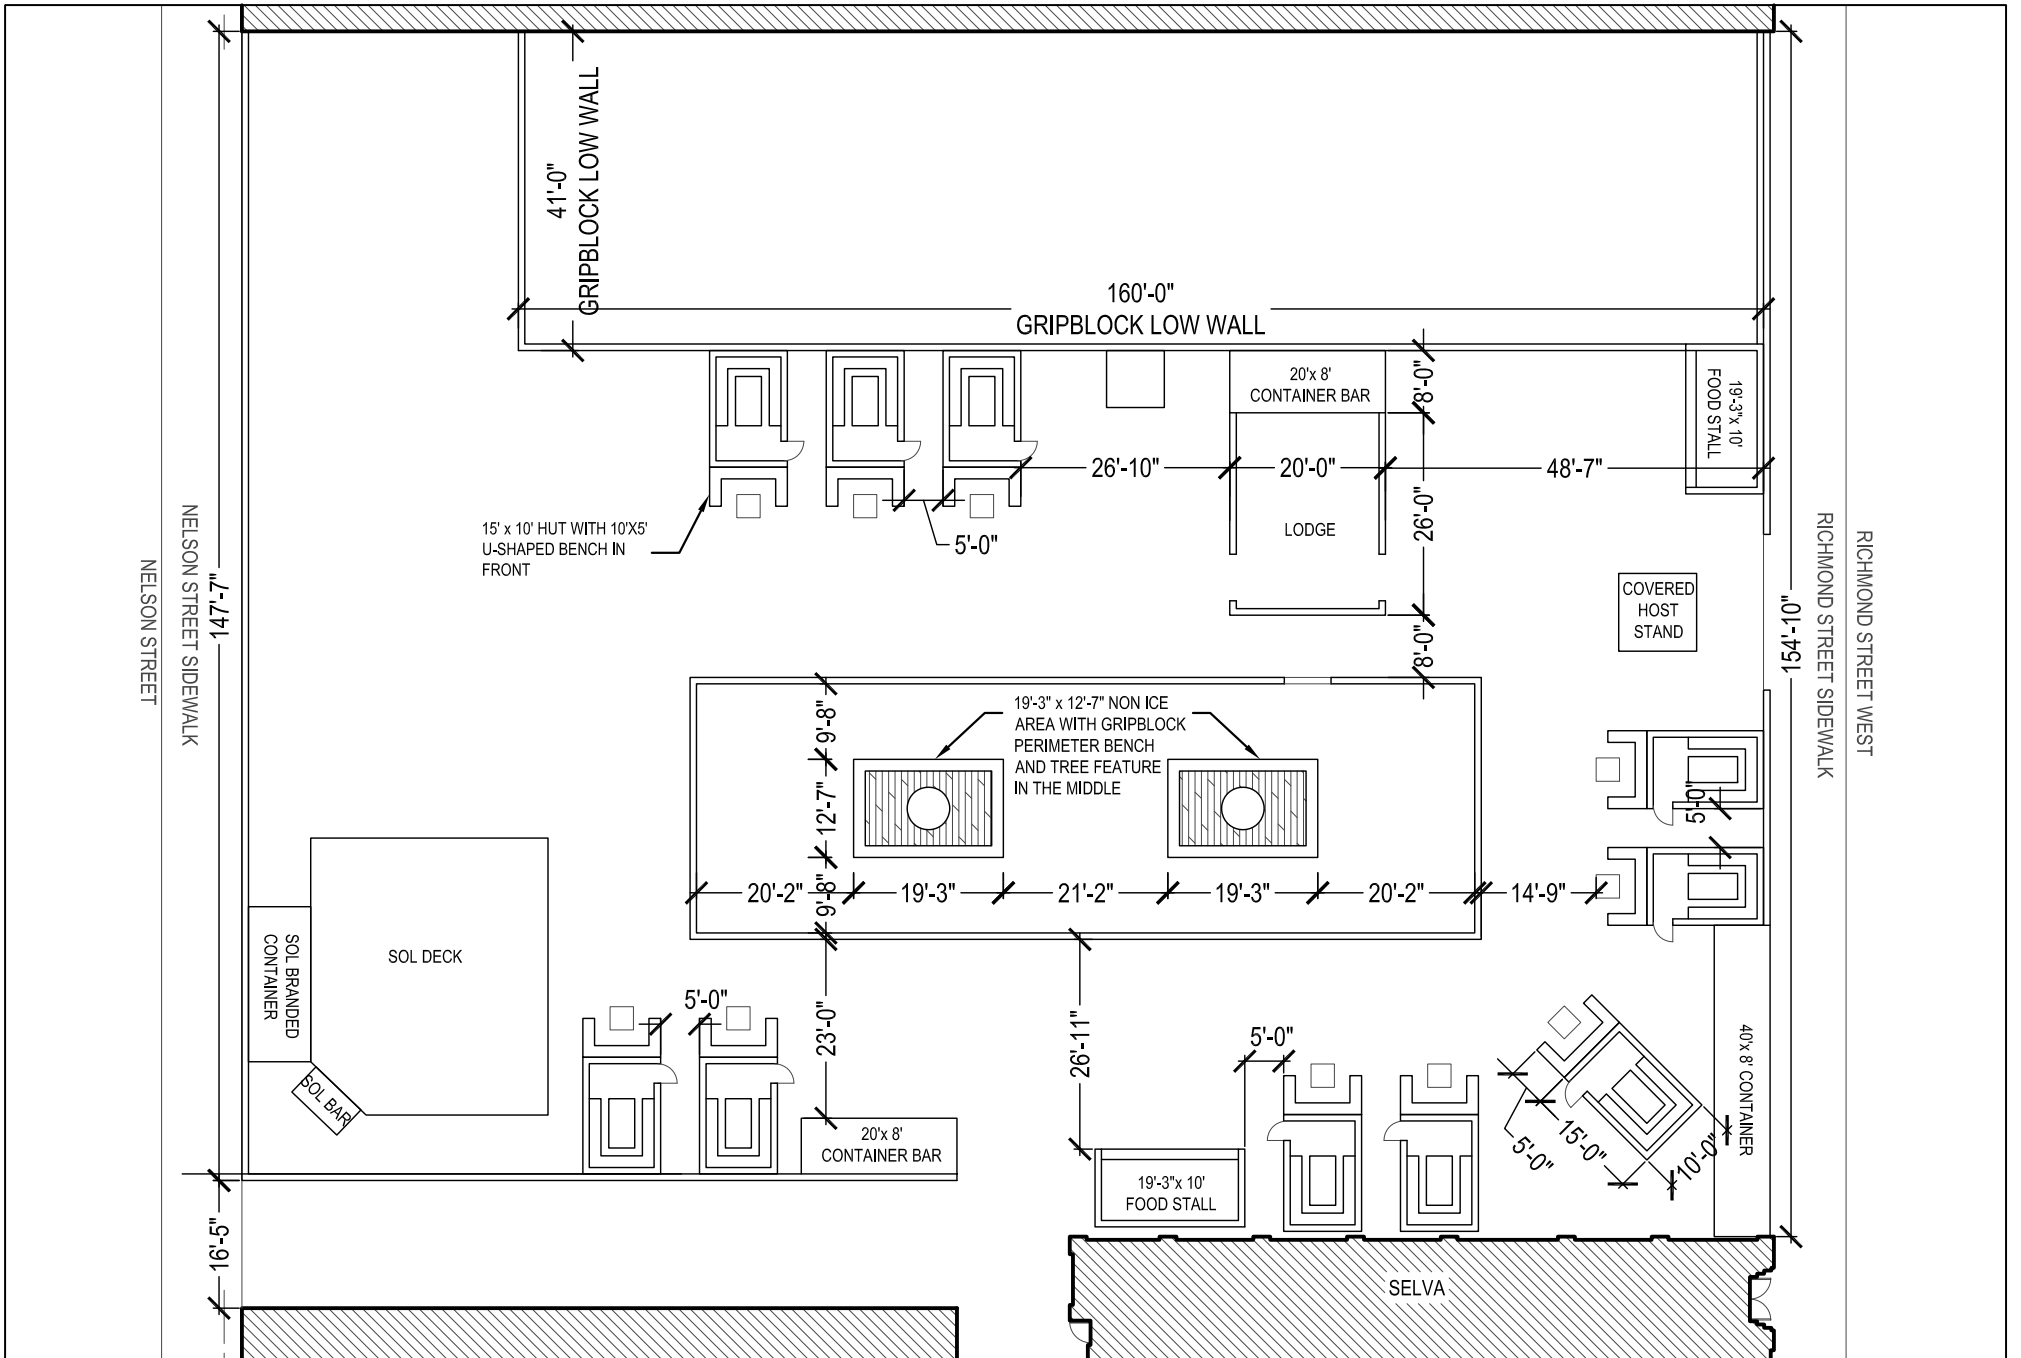 41'-0"
GRIPBLOCK LOW WALL
160'-0"
GRIPBLOCK LOW WALL
20'x 8'
CONTAINER BAR
8'-0"
19'-3"x 10'
FOOD STALL
26'-10"
20'-0"
48'-7"
26'-0"
LODGE
15' x 10' HUT WITH 10'X5'
U-SHAPED BENCH IN
FRONT
5'-0"
NELSON STREET
NELSON STREET SIDEWALK
147'-7"
COVERED
HOST
STAND
154'-10"
RICHMOND STREET SIDEWALK
RICHMOND STREET WEST
8'-0"
19'-3" x 12'-7" NON ICE
AREA WITH GRIPBLOCK
PERIMETER BENCH
AND TREE FEATURE
IN THE MIDDLE
9'-8"
12'-7"
9'-8"
5'-0"
20'-2"
19'-3"
21'-2"
19'-3"
20'-2"
14'-9"
SOL BRANDED
CONTAINER
SOL DECK
SOL BAR
5'-0"
23'-0"
26'-11"
5'-0"
20'x 8'
CONTAINER BAR
19'-3"x 10'
FOOD STALL
5'-0"
15'-0"
10'-0"
40'x 8' CONTAINER
16'-5"
SELVA